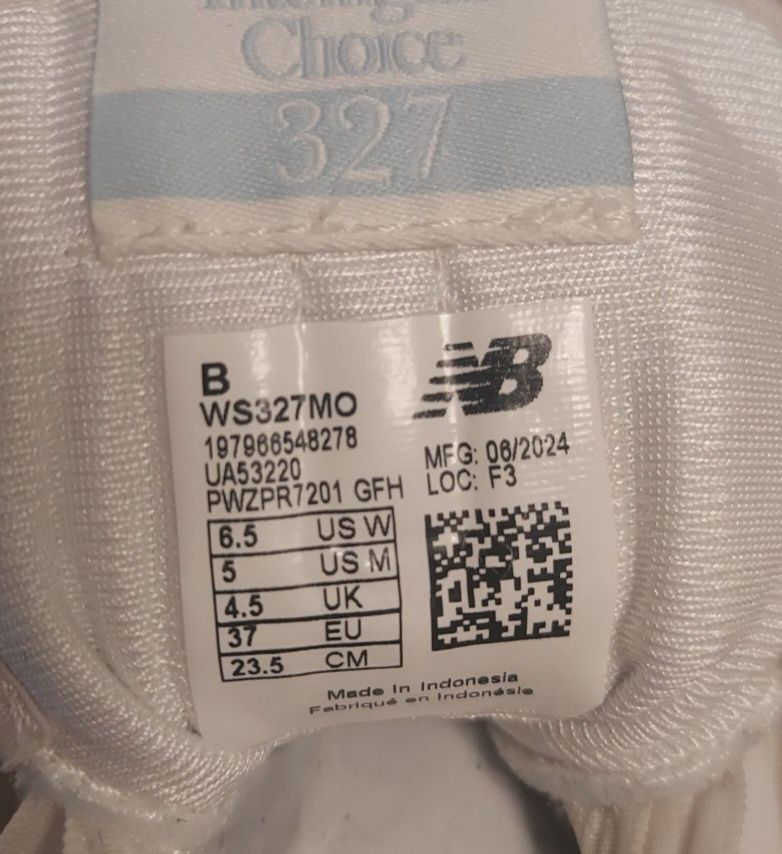 Choice
327
B
NB
WS327MO
197966548278
UA53220
PWZPR7201 GFH
MFG: 06/2024
LOC: F3
6.5 US W
5 US M
4.5 UK
37 EU
23.5 CM
Made In Indonesia
Fabriqué en Indonésie